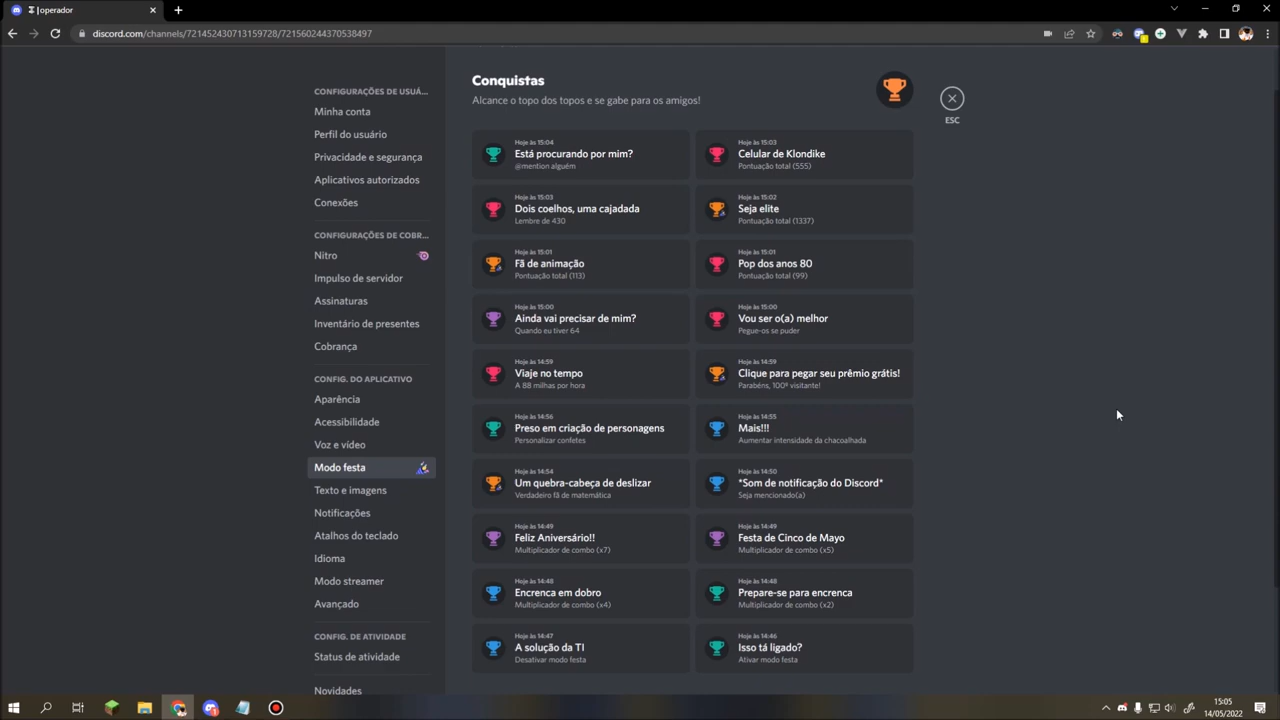 operador
discord.com/channels/721452430713159728/721560244370538497
CONFIGURAÇÕES DE USUÁ...
Minha conta
Perfil do usuário
Privacidade e segurança
Aplicativos autorizados
Conexões
CONFIGURAÇÕES DE COBR...
Nitro
Impulso de servidor
Assinaturas
Inventário de presentes
Cobrança
CONFIG. DO APLICATIVO
Aparência
Acessibilidade
Voz e vídeo
Modo festa
Texto e imagens
Notificações
Atalhos do teclado
Idioma
Modo streamer
Avançado
CONFIG. DE ATIVIDADE
Status de atividade
Novidades
Conquistas
Alcance o topo dos topos e se gabe para os amigos!
ESC
Hoje às 15:04
Está procurando por mim?
@mention alguém
Hoje às 15:03
Celular de Klondike
Pontuação total (555)
Hoje às 15:03
Dois coelhos, uma cajadada
Lembre de 430
Hoje às 15:02
Seja elite
Pontuação total (1337)
Hoje às 15:01
Fã de animação
Pontuação total (113)
Hoje às 15:01
Pop dos anos 80
Pontuação total (99)
Hoje às 15:00
Ainda vai precisar de mim?
Quando eu tiver 64
Hoje às 15:00
Vou ser o(a) melhor
Pegue-os se puder
Hoje às 14:59
Viaje no tempo
A 88 milhas por hora
Hoje às 14:59
Clique para pegar seu prêmio grátis!
Parabéns, 100º visitante!
Hoje às 14:56
Preso em criação de personagens
Personalizar confetes
Hoje às 14:55
Mais!!!
Aumentar intensidade da chacoalhada
Hoje às 14:54
Um quebra-cabeça de deslizar
Verdadeiro fã de matemática
Hoje às 14:50
*Som de notificação do Discord*
Seja mencionado(a)
Hoje às 14:49
Feliz Aniversário!!
Multiplicador de combo (x7)
Hoje às 14:49
Festa de Cinco de Mayo
Multiplicador de combo (x5)
Hoje às 14:48
Encrenca em dobro
Multiplicador de combo (x4)
Hoje às 14:48
Prepare-se para encrenca
Multiplicador de combo (x2)
Hoje às 14:47
A solução da TI
Desativar modo festa
Hoje às 14:46
Isso tá ligado?
Ativar modo festa
15:05
14/05/2022